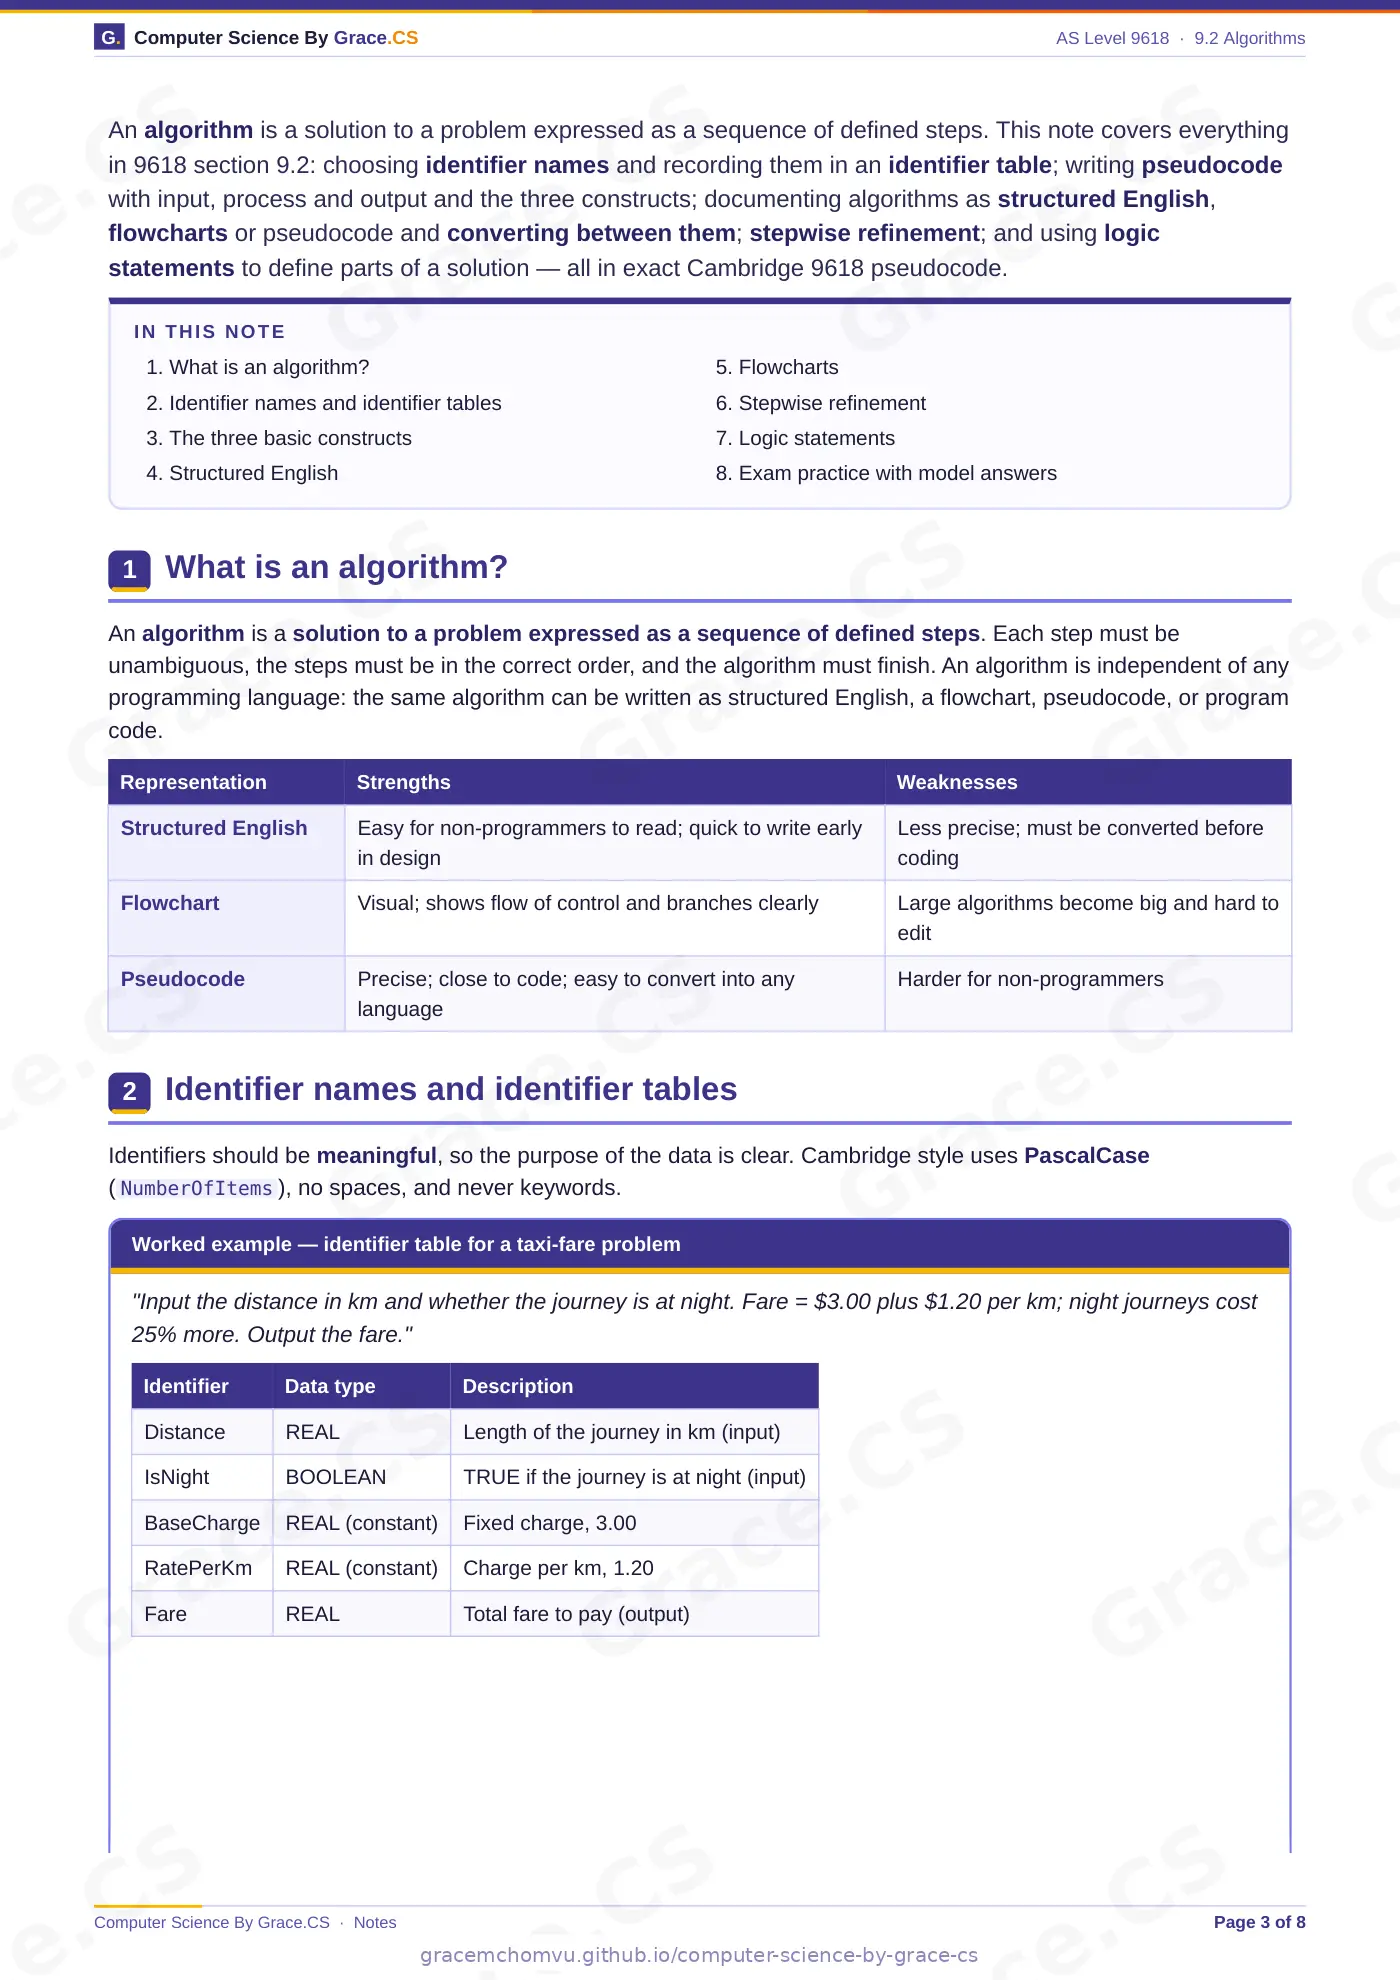 G. Computer Science By Grace.CS
AS Level 9618 · 9.2 Algorithms
An algorithm is a solution to a problem expressed as a sequence of defined steps. This note covers everything
in 9618 section 9.2: choosing identifier names and recording them in an identifier table; writing pseudocode
with input, process and output and the three constructs; documenting algorithms as structured English,
flowcharts or pseudocode and converting between them; stepwise refinement; and using logic
statements to define parts of a solution — all in exact Cambridge 9618 pseudocode.
IN THIS NOTE
1. What is an algorithm?
2. Identifier names and identifier tables
3. The three basic constructs
4. Structured English
5. Flowcharts
6. Stepwise refinement
7. Logic statements
8. Exam practice with model answers
1 What is an algorithm?
An algorithm is a solution to a problem expressed as a sequence of defined steps. Each step must be
unambiguous, the steps must be in the correct order, and the algorithm must finish. An algorithm is independent of any
programming language: the same algorithm can be written as structured English, a flowchart, pseudocode, or program
code.
Representation Strengths Weaknesses
Structured English Easy for non-programmers to read; quick to write early in design Less precise; must be converted before coding
Flowchart Visual; shows flow of control and branches clearly Large algorithms become big and hard to edit
Pseudocode Precise; close to code; easy to convert into any language Harder for non-programmers
2 Identifier names and identifier tables
Identifiers should be meaningful, so the purpose of the data is clear. Cambridge style uses PascalCase
(NumberOfItems), no spaces, and never keywords.
Worked example — identifier table for a taxi-fare problem
"Input the distance in km and whether the journey is at night. Fare = $3.00 plus $1.20 per km; night journeys cost
25% more. Output the fare."
Identifier Data type Description
Distance REAL Length of the journey in km (input)
IsNight BOOLEAN TRUE if the journey is at night (input)
BaseCharge REAL (constant) Fixed charge, 3.00
RatePerKm REAL (constant) Charge per km, 1.20
Fare REAL Total fare to pay (output)
Computer Science By Grace.CS · Notes
Page 3 of 8
gracemchomvu.github.io/computer-science-by-grace-cs